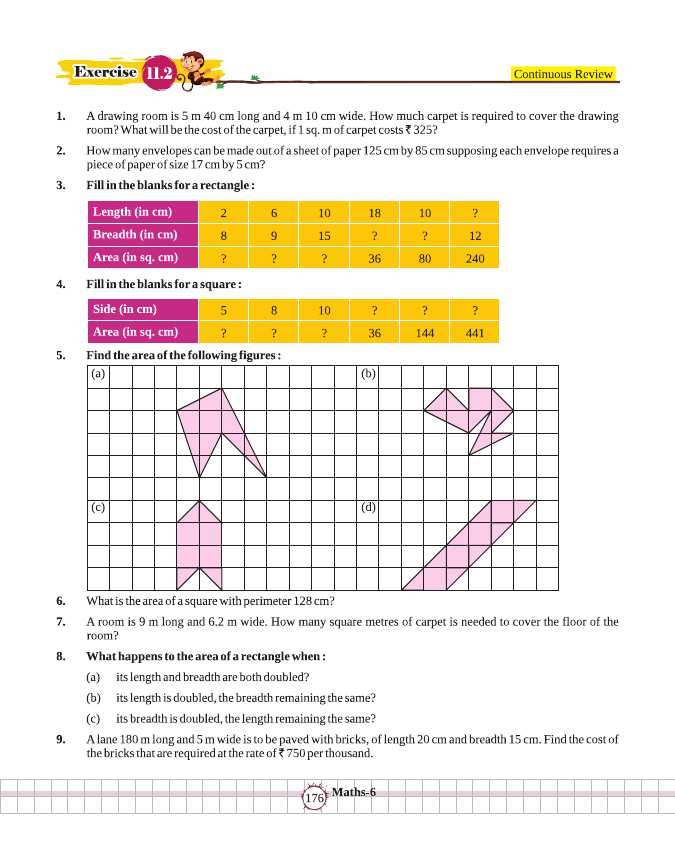 Exercise 11.2
Continuous Review
1. A drawing room is 5 m 40 cm long and 4 m 10 cm wide. How much carpet is required to cover the drawing
room? What will be the cost of the carpet, if 1 sq. m of carpet costs ₹ 325?
2. How many envelopes can be made out of a sheet of paper 125 cm by 85 cm supposing each envelope requires a
piece of paper of size 17 cm by 5 cm?
3. Fill in the blanks for a rectangle :
Length (in cm) 2 6 10 18 10 ?
Breadth (in cm) 8 9 15 ? ? 12
Area (in sq. cm) ? ? ? 36 80 240
4. Fill in the blanks for a square :
Side (in cm) 5 8 10 ? ? ?
Area (in sq. cm) ? ? ? 36 144 441
5. Find the area of the following figures :
(a) (b)
(c) (d)
6. What is the area of a square with perimeter 128 cm?
7. A room is 9 m long and 6.2 m wide. How many square metres of carpet is needed to cover the floor of the
room?
8. What happens to the area of a rectangle when :
(a) its length and breadth are both doubled?
(b) its length is doubled, the breadth remaining the same?
(c) its breadth is doubled, the length remaining the same?
9. A lane 180 m long and 5 m wide is to be paved with bricks, of length 20 cm and breadth 15 cm. Find the cost of
the bricks that are required at the rate of ₹ 750 per thousand.
176 Maths-6